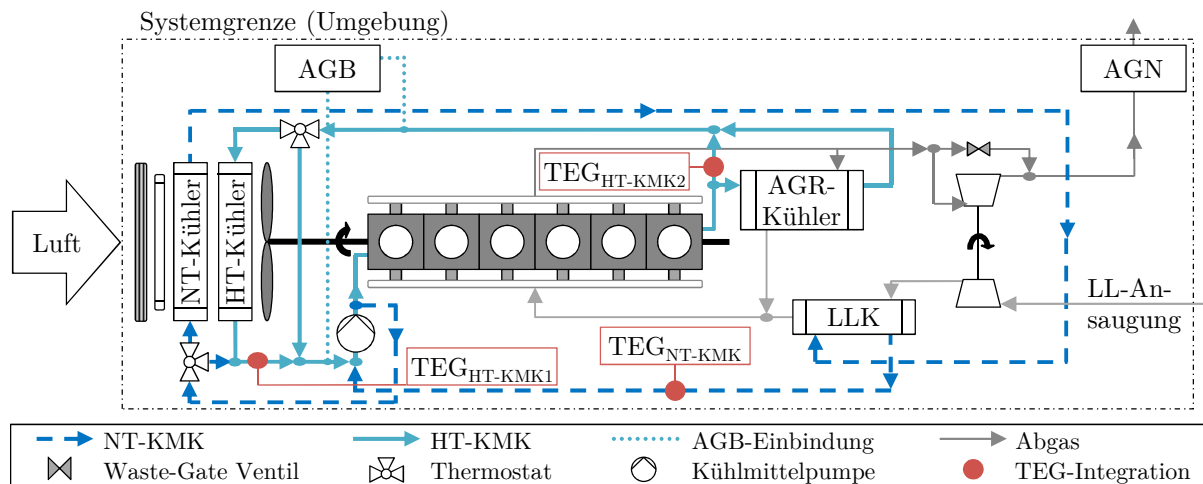 Systemgrenze (Umgebung)
AGB
AGN
TEG_HT-KMK2
AGR-
Kühler
Luft
NT-Kühler
HT-Kühler
LL-An-
saugung
LLK
TEG_NT-KMK
TEG_HT-KMK1
NT-KMK
HT-KMK
AGB-Einbindung
Abgas
Waste-Gate Ventil
Thermostat
Kühlmittelpumpe
TEG-Integration